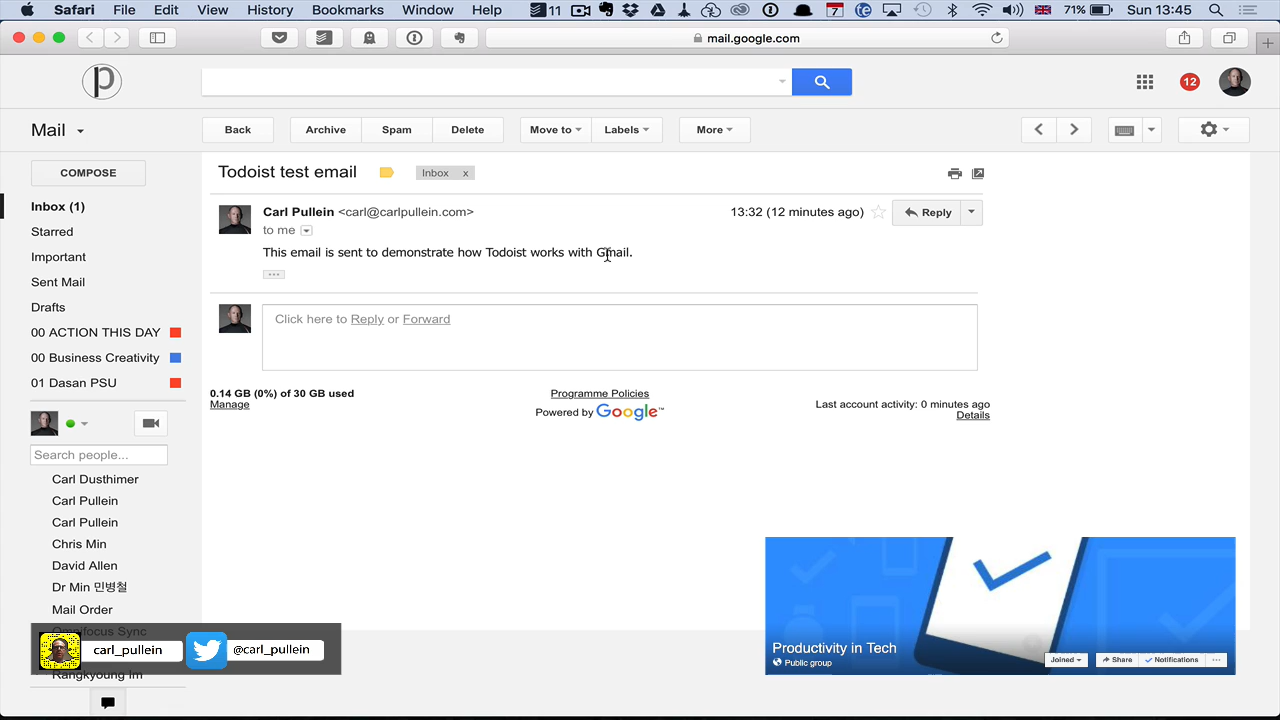 Safari File Edit View History Bookmarks Window Help 11 7 71% Sun 13:45
mail.google.com
p
12
Mail
Back Archive Spam Delete Move to Labels More
COMPOSE
Todoist test email Inbox x
Inbox (1)
Starred
Important
Sent Mail
Drafts
00 ACTION THIS DAY
00 Business Creativity
01 Dasan PSU
Carl Pullein <carl@carlpullein.com> 13:32 (12 minutes ago) Reply
to me
This email is sent to demonstrate how Todoist works with Gmail.
Click here to Reply or Forward
0.14 GB (0%) of 30 GB used
Manage
Programme Policies
Powered by Google™
Last account activity: 0 minutes ago
Details
Search people...
Carl Dusthimer
Carl Pullein
Carl Pullein
Chris Min
David Allen
Dr Min 민병철
Mail Order
Omnifocus Sync
Rangkyoung Im
carl_pullein @carl_pullein
Productivity in Tech
Public group
Joined Share Notifications